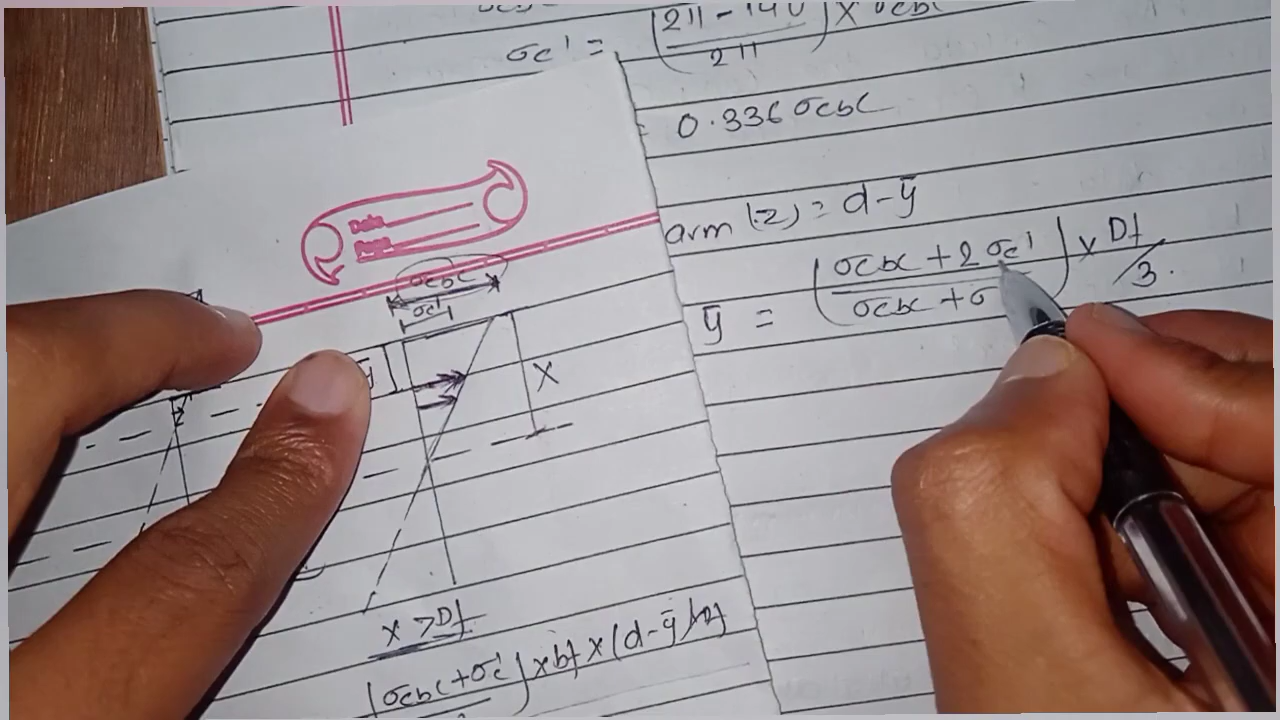 σc' = (211 - 140 / 211) x σcbc
= 0.336 σcbc
arm (z) = d - ȳ
ȳ = (σcbc + 2σc' / σcbc + σ) x Df/3.
Date
Page
σcbc
σc'
ȳ
X
X > Df
(σcbc + σc') x bf x (d - ȳ)